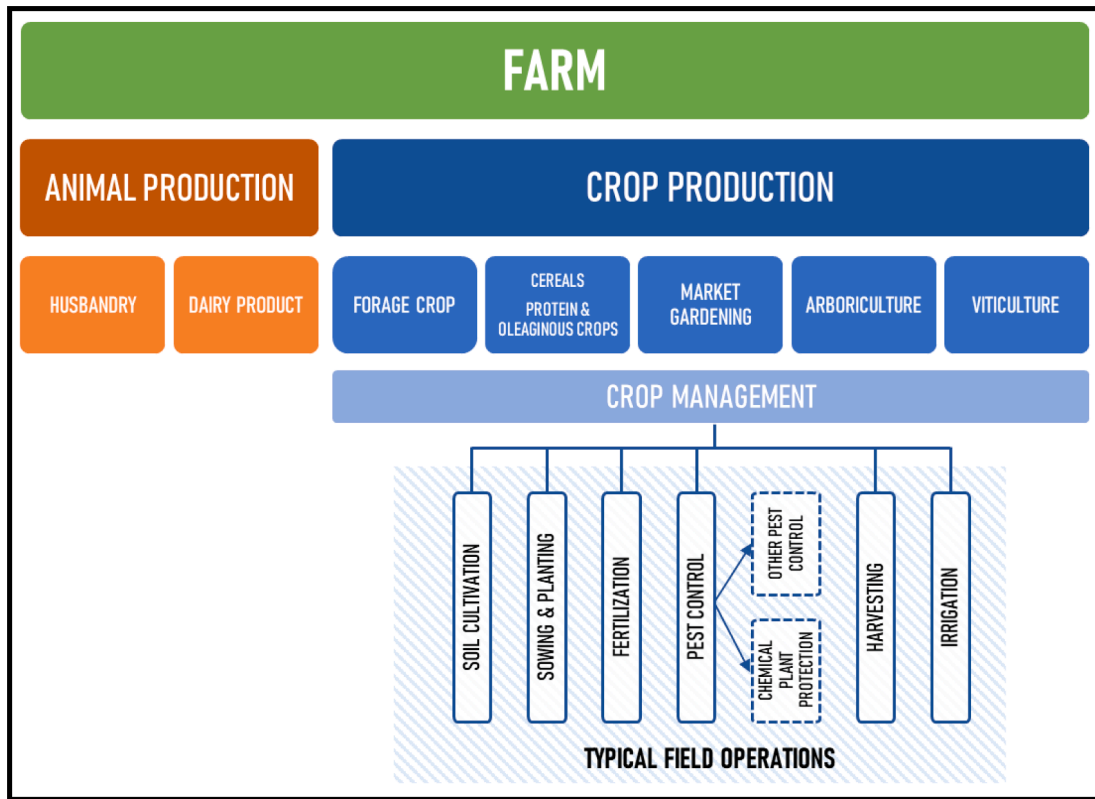 FARM
ANIMAL PRODUCTION
CROP PRODUCTION
HUSBANDRY
DAIRY PRODUCT
FORAGE CROP
CEREALS
PROTEIN &
OLEAGINOUS CROPS
MARKET
GARDENING
ARBORICULTURE
VITICULTURE
CROP MANAGEMENT
SOIL CULTIVATION
SOWING & PLANTING
FERTILIZATION
PEST CONTROL
OTHER PEST
CONTROL
CHEMICAL
PLANT
PROTECTION
HARVESTING
IRRIGATION
TYPICAL FIELD OPERATIONS